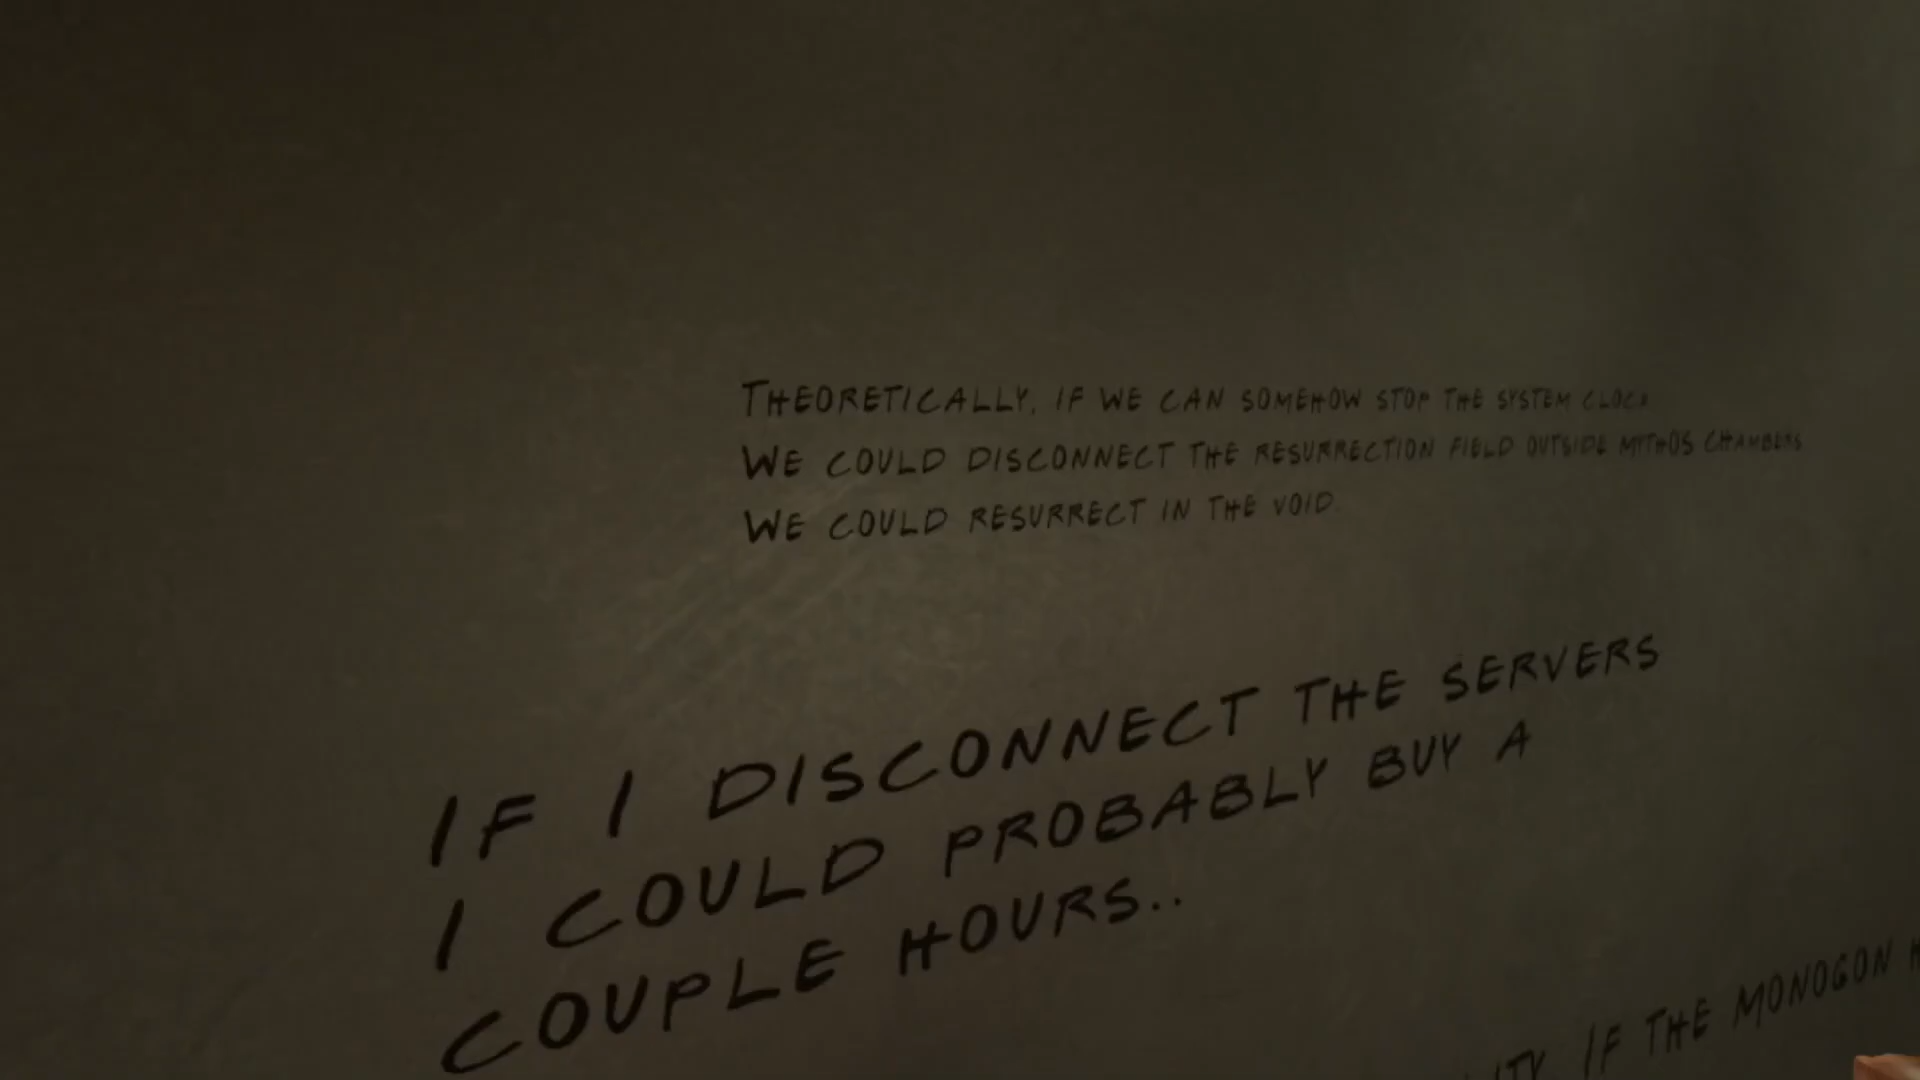 THEORETICALLY, IF WE CAN SOMEHOW STOP THE SYSTEM CLOCK
WE COULD DISCONNECT THE RESURRECTION FIELD OUTSIDE MYTHOS CHAMBERS
WE COULD RESURRECT IN THE VOID.
IF I DISCONNECT THE SERVERS
I COULD PROBABLY BUY A
COUPLE HOURS..
IF THE MONOGON